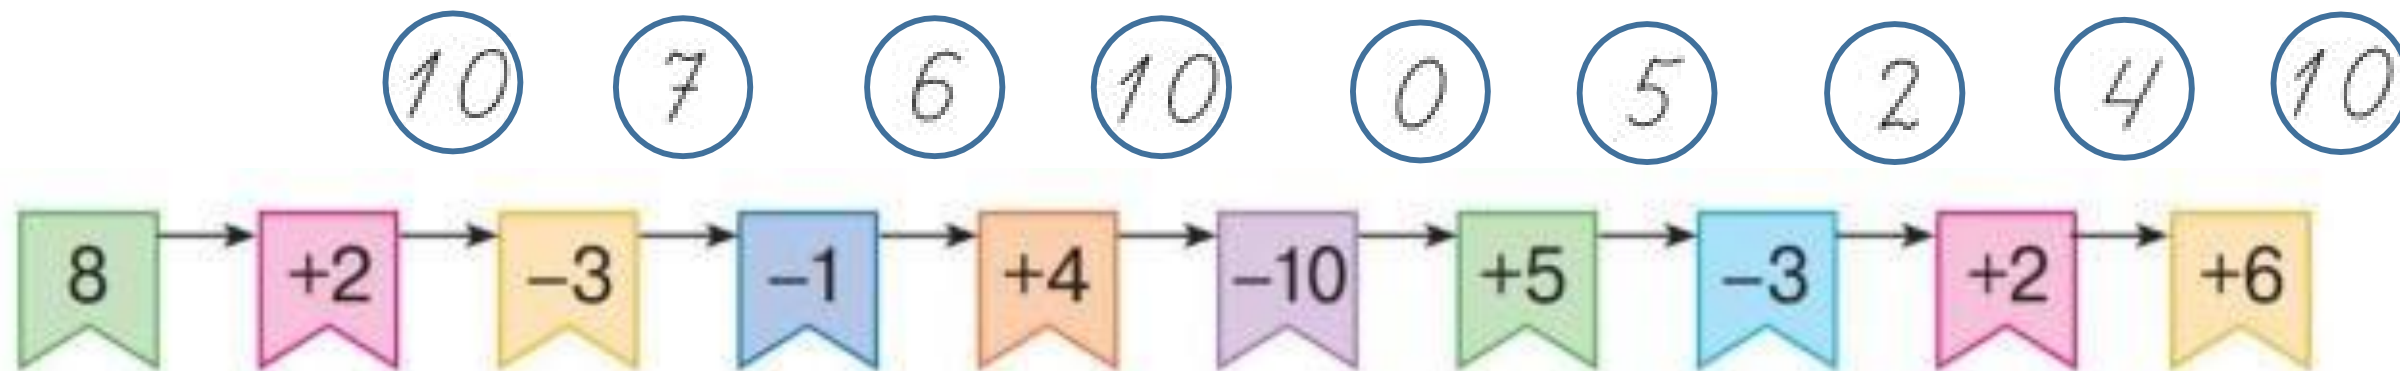 10 7 6 10 0 5 2 4 10
8 +2 –3 –1 +4 –10 +5 –3 +2 +6